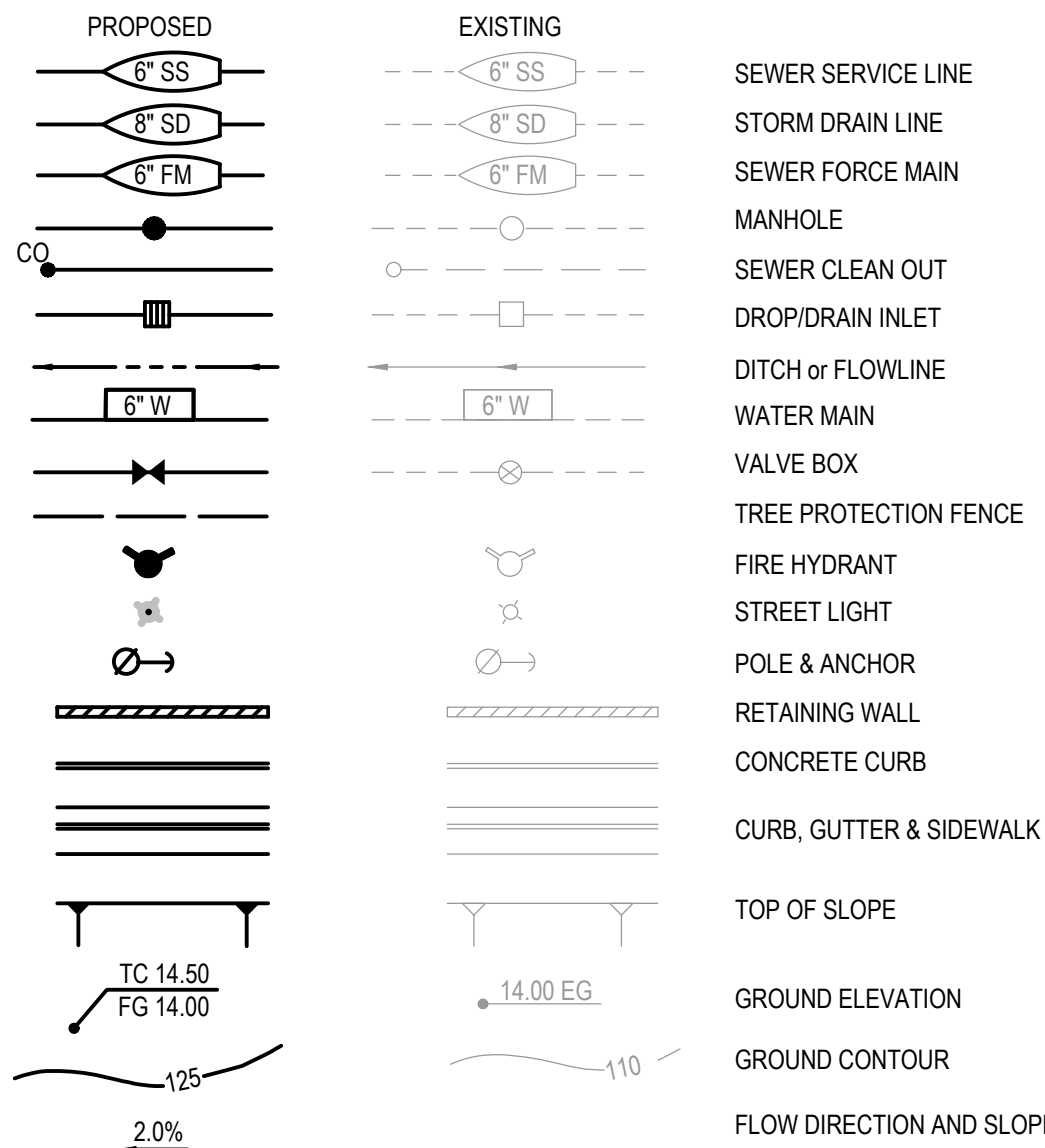 PROPOSED EXISTING
6" SS 6" SS SEWER SERVICE LINE
8" SD 8" SD STORM DRAIN LINE
6" FM 6" FM SEWER FORCE MAIN
MANHOLE
CO SEWER CLEAN OUT
DROP/DRAIN INLET
DITCH or FLOWLINE
6" W 6" W WATER MAIN
VALVE BOX
TREE PROTECTION FENCE
FIRE HYDRANT
STREET LIGHT
POLE & ANCHOR
RETAINING WALL
CONCRETE CURB
CURB, GUTTER & SIDEWALK
TOP OF SLOPE
TC 14.50
FG 14.00 14.00 EG GROUND ELEVATION
125 110 GROUND CONTOUR
2.0% FLOW DIRECTION AND SLOP